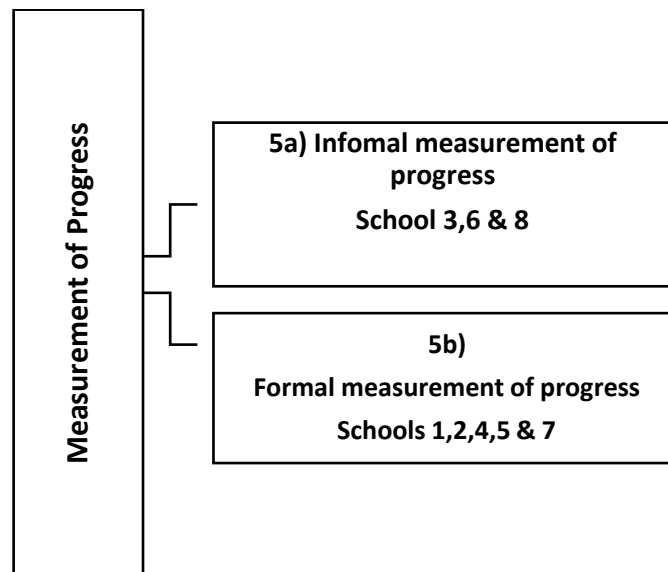 Measurement of Progress
5a) Infomal measurement of
progress
School 3,6 & 8
5b)
Formal measurement of progress
Schools 1,2,4,5 & 7